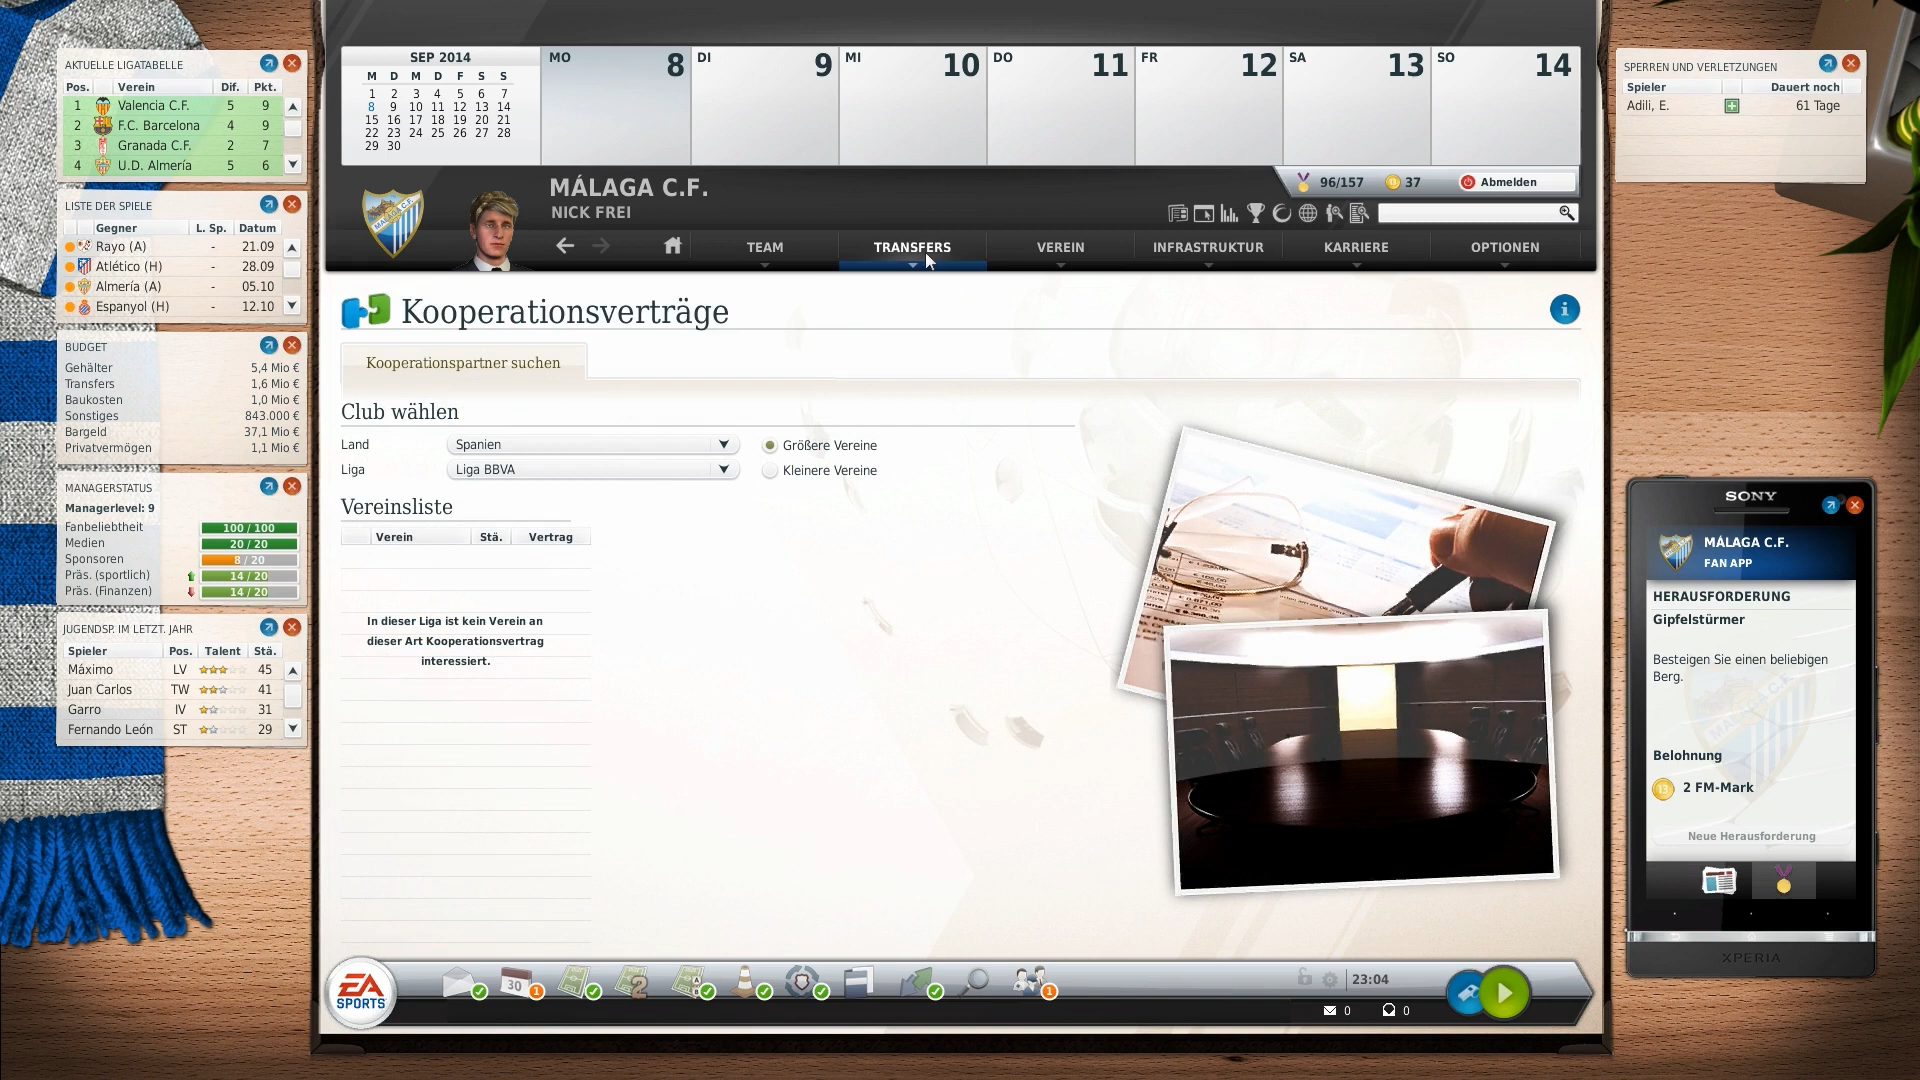 AKTUELLE LIGATABELLE
Pos. Verein Dif. Pkt.
1 Valencia C.F. 5 9
2 F.C. Barcelona 4 9
3 Granada C.F. 2 7
4 U.D. Almería 5 6
LISTE DER SPIELE
Gegner L. Sp. Datum
Rayo (A) - 21.09
Atlético (H) - 28.09
Almería (A) - 05.10
Espanyol (H) - 12.10
BUDGET
Gehälter 5,4 Mio €
Transfers 1,6 Mio €
Baukosten 1,0 Mio €
Sonstiges 843.000 €
Bargeld 37,1 Mio €
Privatvermögen 1,1 Mio €
MANAGERSTATUS
Managerlevel: 9
Fanbeliebtheit 100 / 100
Medien 20 / 20
Sponsoren 8 / 20
Präs. (sportlich) 14 / 20
Präs. (Finanzen) 14 / 20
JUGENDSP. IM LETZT. JAHR
Spieler Pos. Talent Stä.
Máximo LV 45
Juan Carlos TW 41
Garro IV 31
Fernando León ST 29
SEP 2014
M D M D F S S
1 2 3 4 5 6 7
8 9 10 11 12 13 14
15 16 17 18 19 20 21
22 23 24 25 26 27 28
29 30
MO 8 DI 9 MI 10 DO 11 FR 12 SA 13 SO 14
MÁLAGA C.F.
NICK FREI
96/157 37 Abmelden
TEAM TRANSFERS VEREIN INFRASTRUKTUR KARRIERE OPTIONEN
Kooperationsverträge
Kooperationspartner suchen
Club wählen
Land Spanien Größere Vereine
Liga Liga BBVA Kleinere Vereine
Vereinsliste
Verein Stä. Vertrag
In dieser Liga ist kein Verein an
dieser Art Kooperationsvertrag
interessiert.
EA
SPORTS
30 1 2 1
23:04
0 0
SPERREN UND VERLETZUNGEN
Spieler Dauert noch
Adili, E. 61 Tage
SONY
MÁLAGA C.F.
FAN APP
HERAUSFORDERUNG
Gipfelstürmer
Besteigen Sie einen beliebigen
Berg.
Belohnung
13 2 FM-Mark
Neue Herausforderung
XPERIA